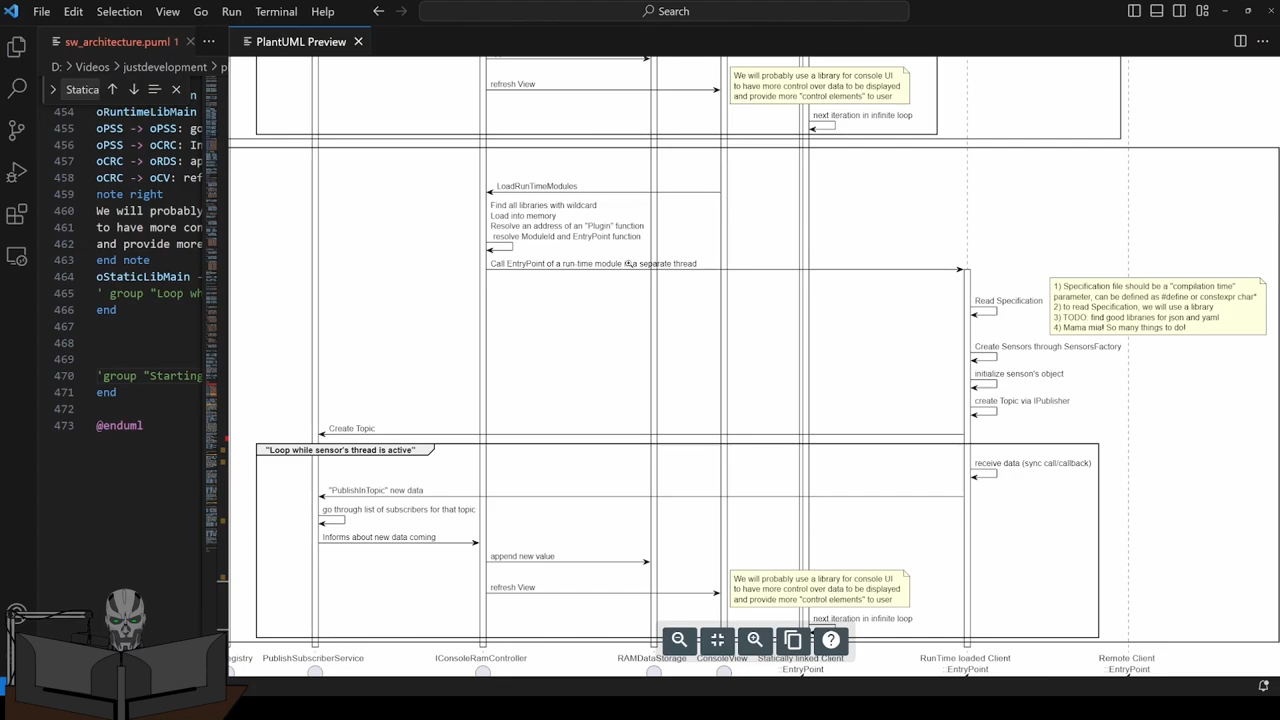 File Edit Selection View Go Run Terminal Help
Search
sw_architecture.puml 1
PlantUML Preview
D: > Videos > justdevelopment > p
Statica
454 oRuntimeLibMain
455 oPSS -> oPSS: go
456 oPSS -> oCRC: In
457 oCRC -> oRDS: app
458 oCRC -> oCV: ref
note right
460 We will probably
to have more con
and provide more
463 end note
oStaticLibMain
465 ' group "Loop wh
466 end
467
468
469
470 'group "Starting
471 end
472
473 @enduml
refresh View
We will probably use a library for console UI
to have more control over data to be displayed
and provide more "control elements" to user
next iteration in infinite loop
LoadRunTimeModules
Find all libraries with wildcard
Load into memory
Resolve an address of an "Plugin" function
resolve ModuleId and EntryPoint function
Call EntryPoint of a run-time module a separate thread
Read Specification
1) Specification file should be a "compilation time"
parameter, can be defined as #define or constexpr char*
2) to read Specification, we will use a library
3) TODO: find good libraries for json and yaml
4) Mama mia! So many things to do!
Create Sensors through SensorsFactory
initialize senson's object
create Topic via IPublisher
Create Topic
"Loop while sensor's thread is active"
receive data (sync call/callback)
"PublishInTopic" new data
go through list of subscribers for that topic
Informs about new data coming
append new value
refresh View
We will probably use a library for console UI
to have more control over data to be displayed
and provide more "control elements" to user
next iteration in infinite loop
egistry PublishSubscriberService IConsoleRamController RAMDataStorage ConsoleView Statically linked Client RunTime loaded Client Remote Client
::EntryPoint ::EntryPoint ::EntryPoint